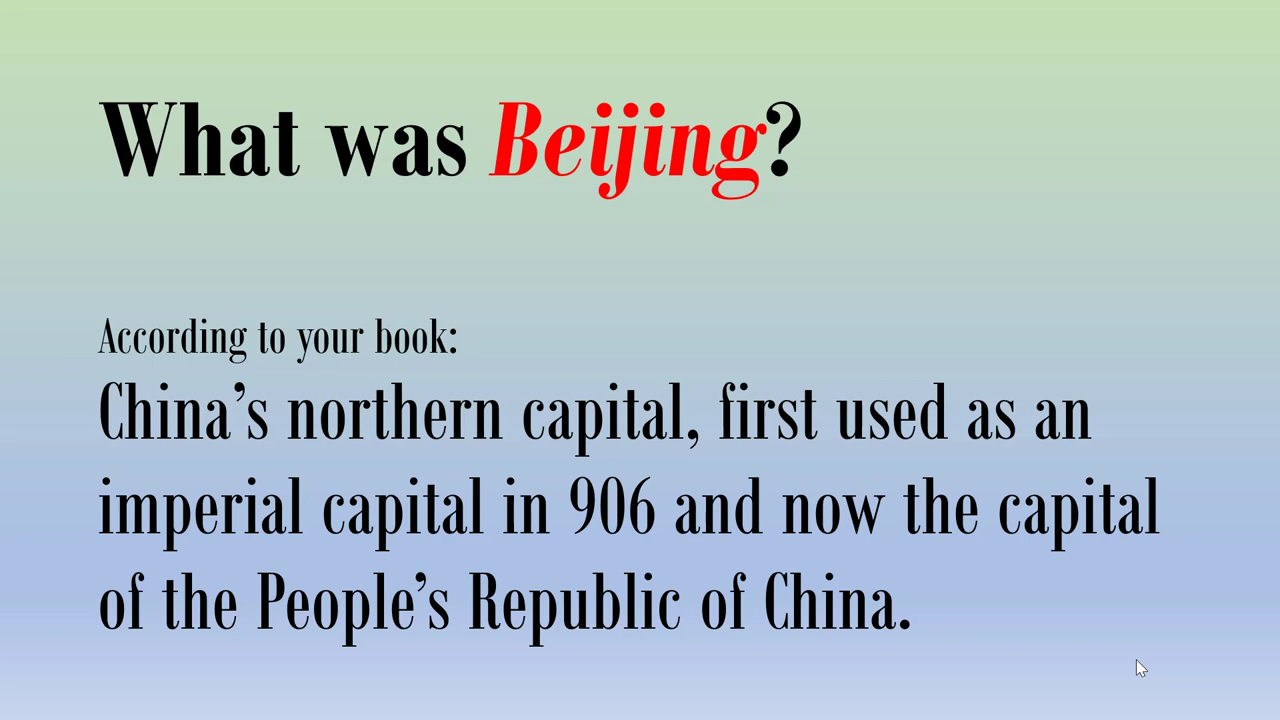 What was Beijing?
According to your book:
China’s northern capital, first used as an
imperial capital in 906 and now the capital
of the People’s Republic of China.